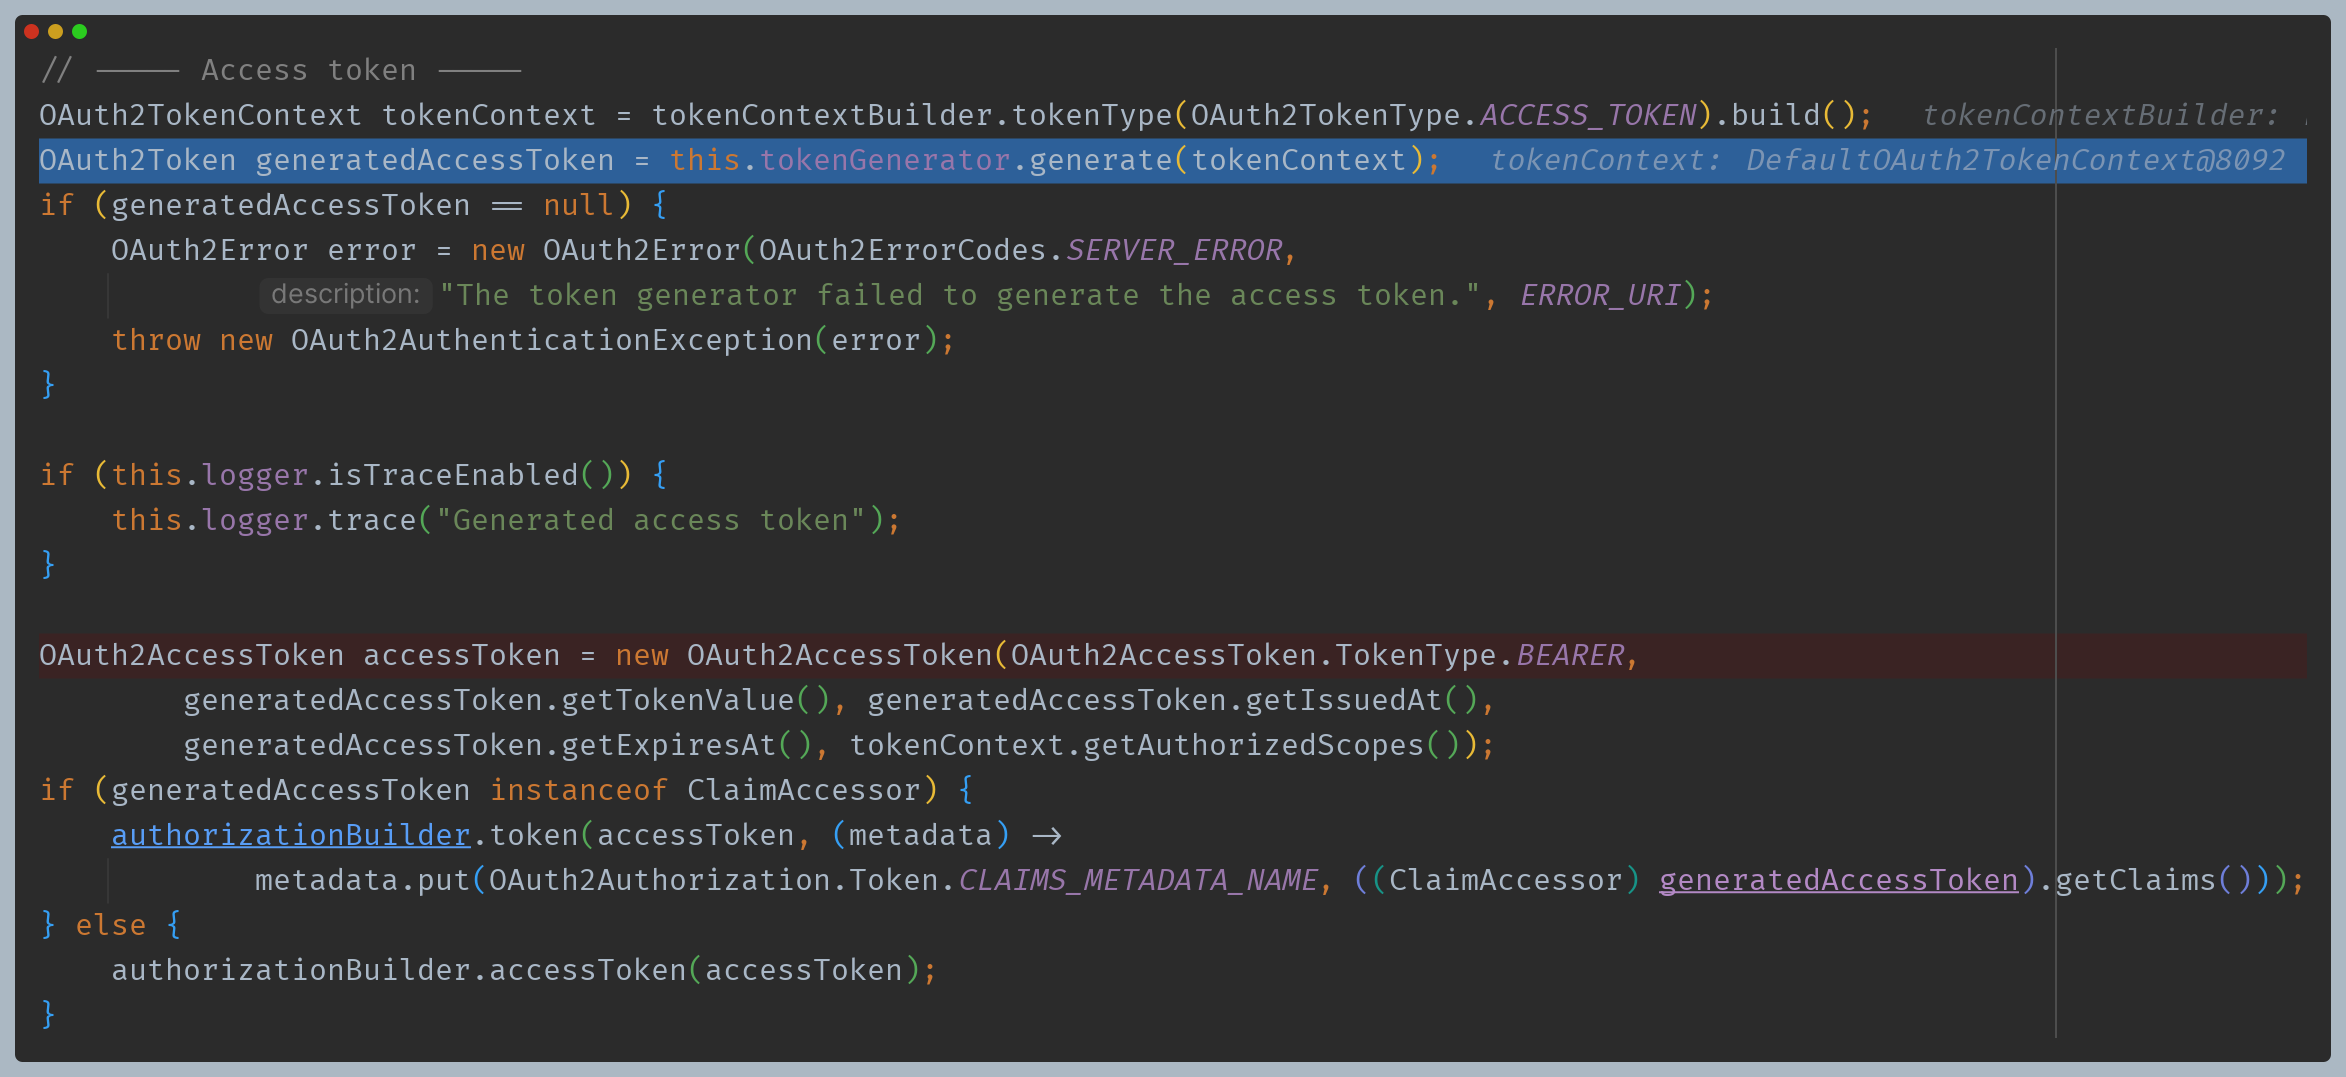 // ----- Access token -----
OAuth2TokenContext tokenContext = tokenContextBuilder.tokenType(OAuth2TokenType.ACCESS_TOKEN).build();   tokenContextBuilder:
OAuth2Token generatedAccessToken = this.tokenGenerator.generate(tokenContext);   tokenContext: DefaultOAuth2TokenContext@8092
if (generatedAccessToken == null) {
    OAuth2Error error = new OAuth2Error(OAuth2ErrorCodes.SERVER_ERROR,
            description: "The token generator failed to generate the access token.", ERROR_URI);
    throw new OAuth2AuthenticationException(error);
}

if (this.logger.isTraceEnabled()) {
    this.logger.trace("Generated access token");
}

OAuth2AccessToken accessToken = new OAuth2AccessToken(OAuth2AccessToken.TokenType.BEARER,
        generatedAccessToken.getTokenValue(), generatedAccessToken.getIssuedAt(),
        generatedAccessToken.getExpiresAt(), tokenContext.getAuthorizedScopes());
if (generatedAccessToken instanceof ClaimAccessor) {
    authorizationBuilder.token(accessToken, (metadata) ->
            metadata.put(OAuth2Authorization.Token.CLAIMS_METADATA_NAME, ((ClaimAccessor) generatedAccessToken).getClaims()));
} else {
    authorizationBuilder.accessToken(accessToken);
}